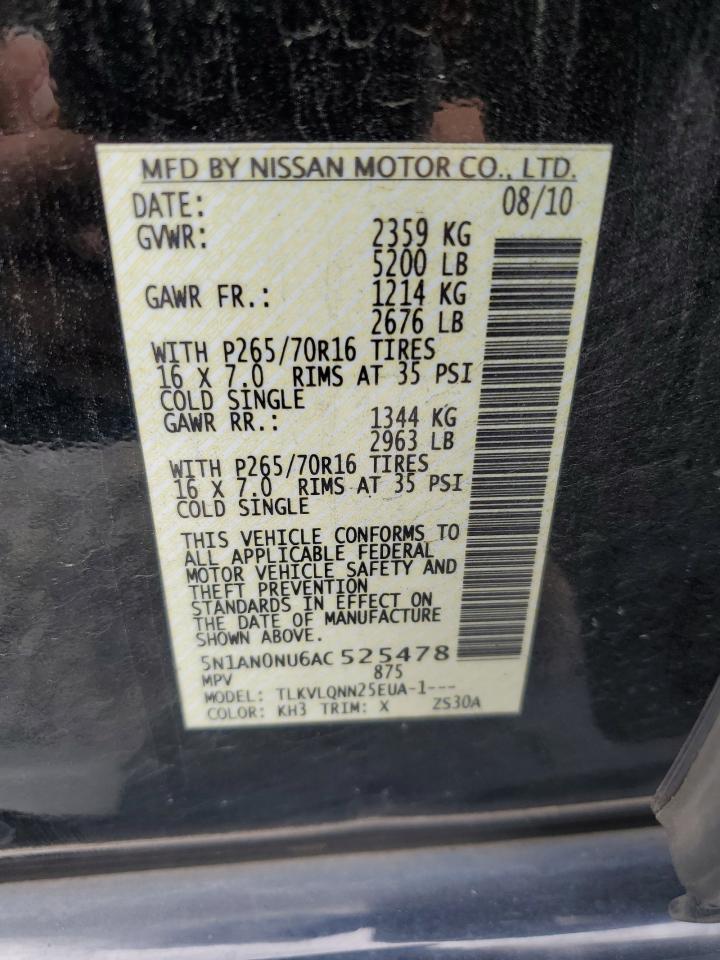 MFD BY NISSAN MOTOR CO., LTD.
DATE: 08/10
GVWR: 2359 KG
5200 LB
GAWR FR.: 1214 KG
2676 LB
WITH P265/70R16 TIRES
16 X 7.0 RIMS AT 35 PSI
COLD SINGLE
GAWR RR.: 1344 KG
2963 LB
WITH P265/70R16 TIRES
16 X 7.0 RIMS AT 35 PSI
COLD SINGLE
THIS VEHICLE CONFORMS TO
ALL APPLICABLE FEDERAL
MOTOR VEHICLE SAFETY AND
THEFT PREVENTION
STANDARDS IN EFFECT ON
THE DATE OF MANUFACTURE
SHOWN ABOVE.
5N1AN0NU6AC 525478
MPV 875
MODEL: TLKVLQNN25EUA-1---
COLOR: KH3 TRIM: X ZS30A